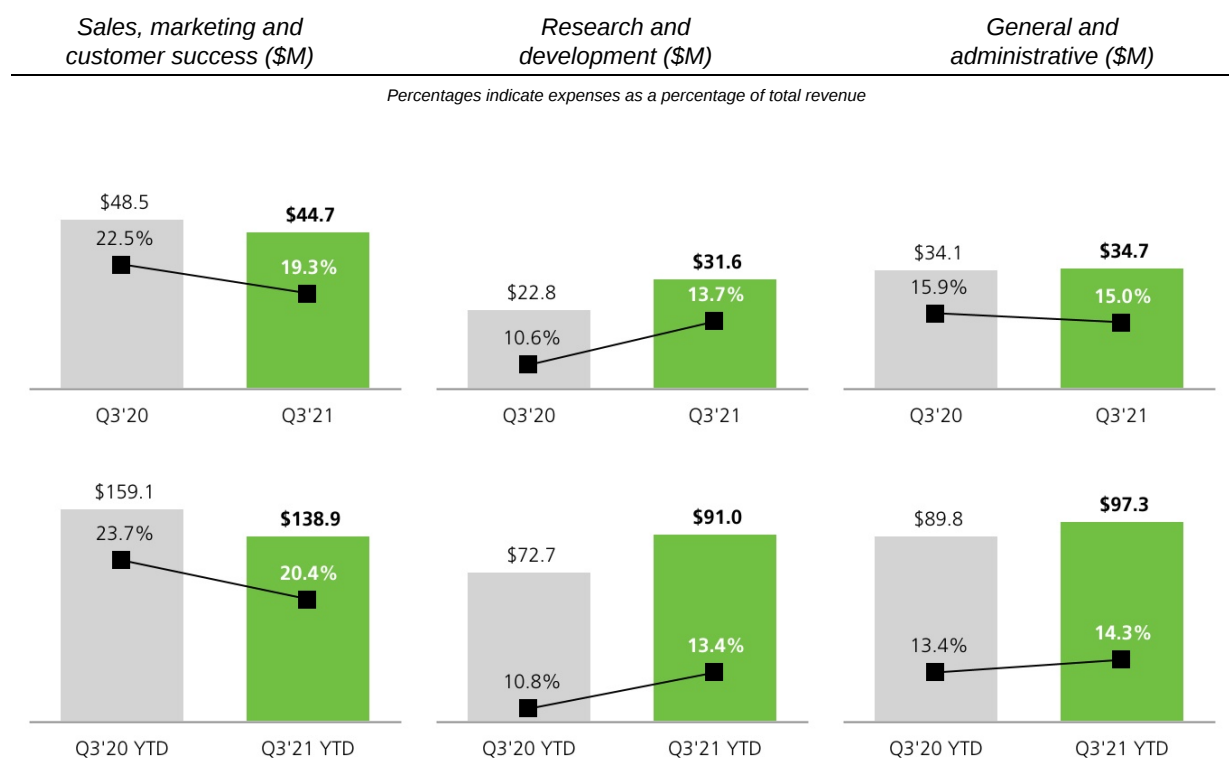 Sales, marketing and
customer success ($M)
Research and
development ($M)
General and
administrative ($M)
Percentages indicate expenses as a percentage of total revenue
$48.5
22.5%
$44.7
19.3%
Q3'20
Q3'21
$22.8
10.6%
$31.6
13.7%
Q3'20
Q3'21
$34.1
15.9%
$34.7
15.0%
Q3'20
Q3'21
$159.1
23.7%
$138.9
20.4%
Q3'20 YTD
Q3'21 YTD
$72.7
10.8%
$91.0
13.4%
Q3'20 YTD
Q3'21 YTD
$89.8
13.4%
$97.3
14.3%
Q3'20 YTD
Q3'21 YTD